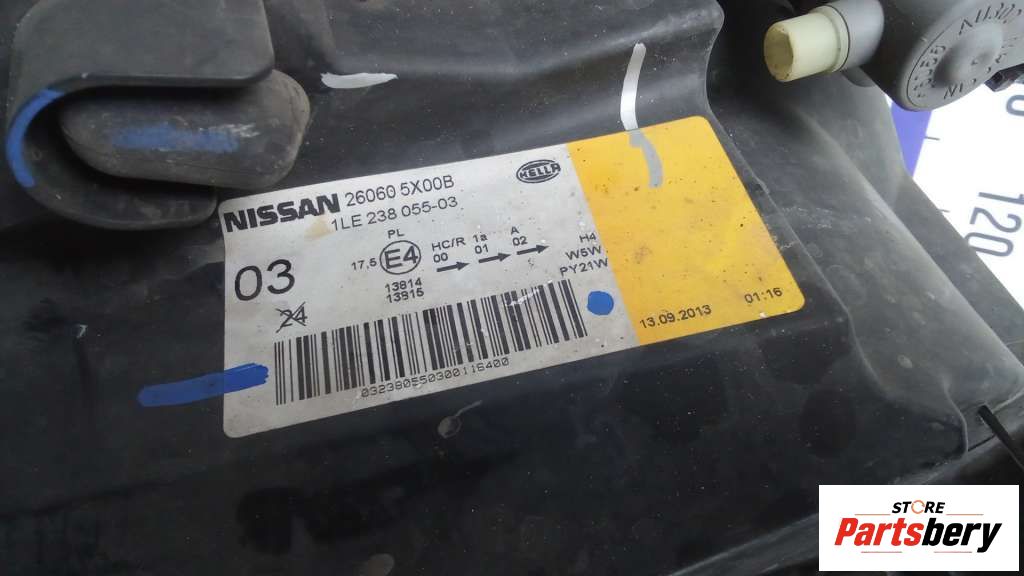 NISSAN 26060 5X00B
HELLA
1LE 238 055-03
PL
03
17,5 E4 HC/R 1a A
00 01 02
H4
W5W
PY21W
13814
13915
24
032380550300116400
13.09.2013 01:16
120
STORE
Partsbery